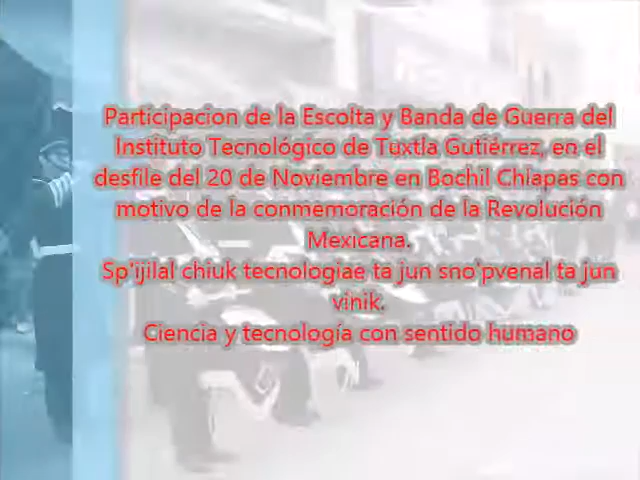 Participacion de la Escolta y Banda de Guerra del
Instituto Tecnológico de Tuxtla Gutiérrez, en el
desfile del 20 de Noviembre en Bochil Chiapas con
motivo de la conmemoración de la Revolución
Mexicana.
Sp'ijilal chiuk tecnologiae ta jun sno'pvenal ta jun
vinik.
Ciencia y tecnología con sentido humano